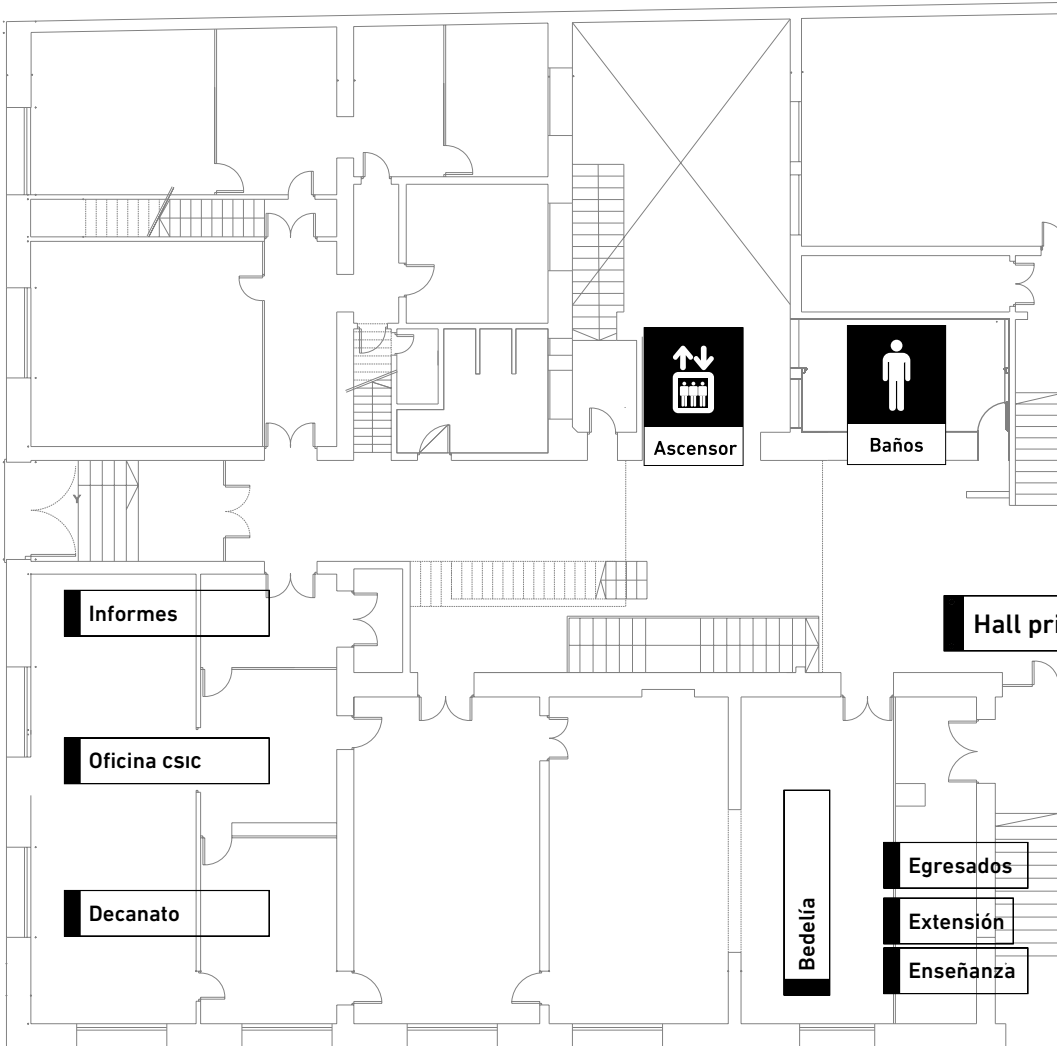 Ascensor
Baños
Y
Informes
Hall pri
Oficina CSIC
Egresados
Decanato
Extensión
Bedelía
Enseñanza